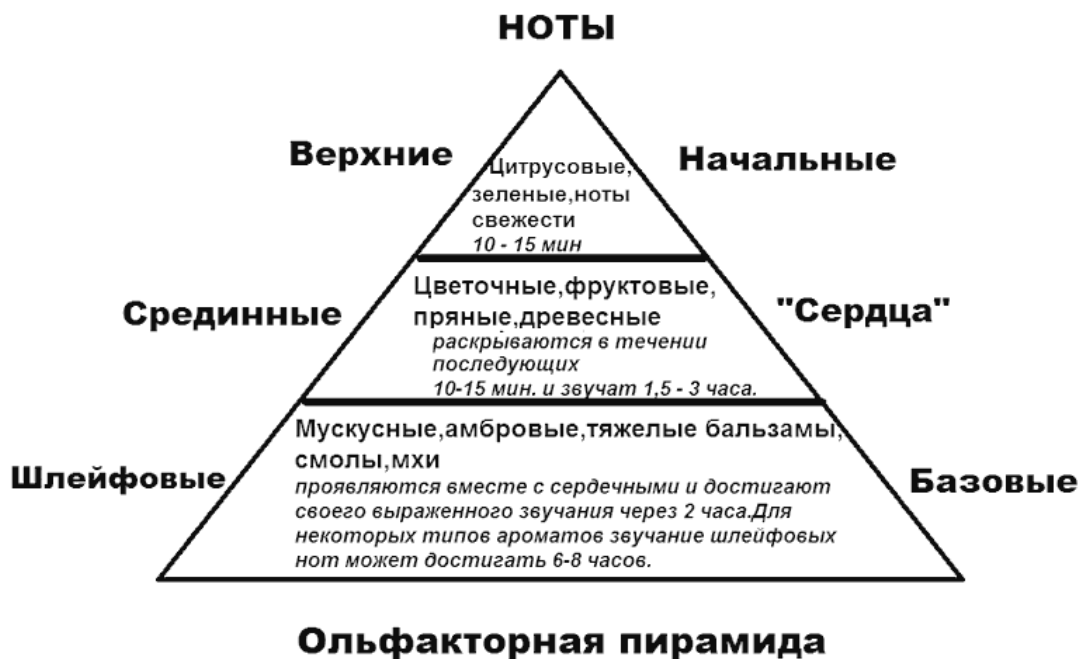 НОТЫ
Верхние
Начальные
Цитрусовые,
зеленые,ноты
свежести
10 - 15 мин
Срединные
"Сердца"
Цветочные,фруктовые,
пряные,древесные
раскрываются в течении
последующих
10-15 мин. и звучат 1,5 - 3 часа.
Шлейфовые
Базовые
Мускусные,амбровые,тяжелые бальзамы,
смолы,мхи
проявляются вместе с сердечными и достигают
своего выраженного звучания через 2 часа.Для
некоторых типов ароматов звучание шлейфовых
нот может достигать 6-8 часов.
Ольфакторная пирамида